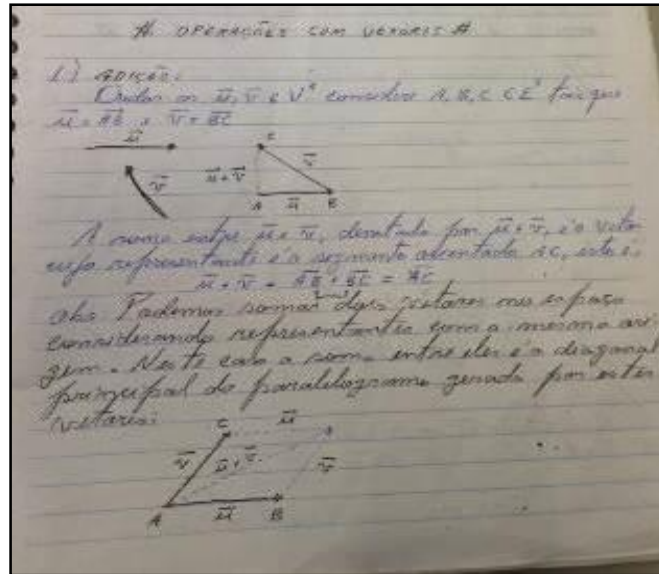 # OPERAÇÕES COM VETORES #
1.) ADIÇÃO:
Dados os u, v ∈ V³ considere A, B, C ∈ E³ tais que
u = AB e v = BC
u
C
v
u + v
v
A u B
A soma entre u e v, denotada por u + v, é o vetor
cujo representante é o segmento orientado AC, isto é,
u + v = AB + BC = AC
obs Podemos somar dois vetores no espaço
considerando representantes com a mesma ori
gem. Neste caso a soma entre eles é a diagonal
principal do paralelogramo gerado por estes
vetores:
C u
v u + v v
A u B